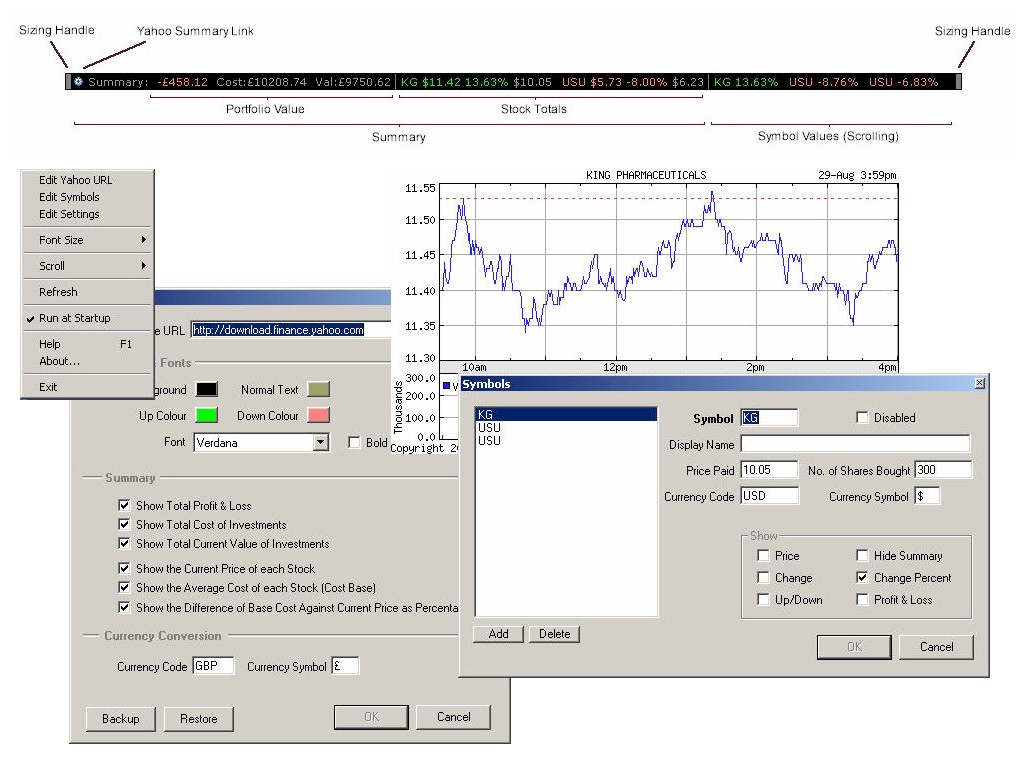 Sizing Handle
Yahoo Summary Link
Sizing Handle
Summary: -£458.12 Cost:£10208.74 Val:£9750.62 KG $11.42 13.63% $10.05 USU $5.73 -8.00% $6.23 KG 13.63% USU -8.76% USU -6.83%
Portfolio Value
Stock Totals
Summary
Symbol Values (Scrolling)
Edit Yahoo URL
Edit Symbols
Edit Settings
Font Size
Scroll
Refresh
Run at Startup
Help F1
About...
Exit
KING PHARMACEUTICALS
29-Aug 3:59pm
11.55
11.50
11.45
11.40
11.35
11.30
10am 12pm 2pm 4pm
Thousands
300.0
200.0
100.0
0.0
V
Copyright 2
e URL http://download.finance.yahoo.com
Fonts
ground Normal Text
Up Colour Down Colour
Font Verdana Bold
Summary
Show Total Profit & Loss
Show Total Cost of Investments
Show Total Current Value of Investments
Show the Current Price of each Stock
Show the Average Cost of each Stock (Cost Base)
Show the Difference of Base Cost Against Current Price as Percenta
Currency Conversion
Currency Code GBP Currency Symbol £
Backup Restore OK Cancel
Symbols
KG
USU
USU
Add Delete
Symbol KG Disabled
Display Name
Price Paid 10.05 No. of Shares Bought 300
Currency Code USD Currency Symbol $
Show
Price Hide Summary
Change Change Percent
Up/Down Profit & Loss
OK Cancel